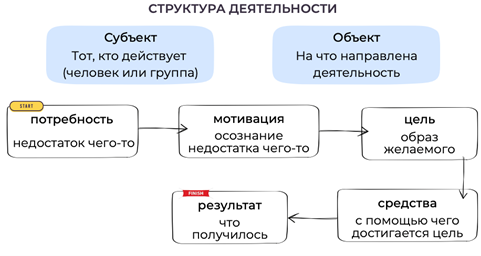 СТРУКТУРА ДЕЯТЕЛЬНОСТИ
Субъект
Тот, кто действует
(человек или группа)
Объект
На что направлена
деятельность
START
потребность
недостаток чего-то
мотивация
осознание
недостатка чего-то
цель
образ
желаемого
FINISH
результат
что
получилось
средства
с помощью чего
достигается цель